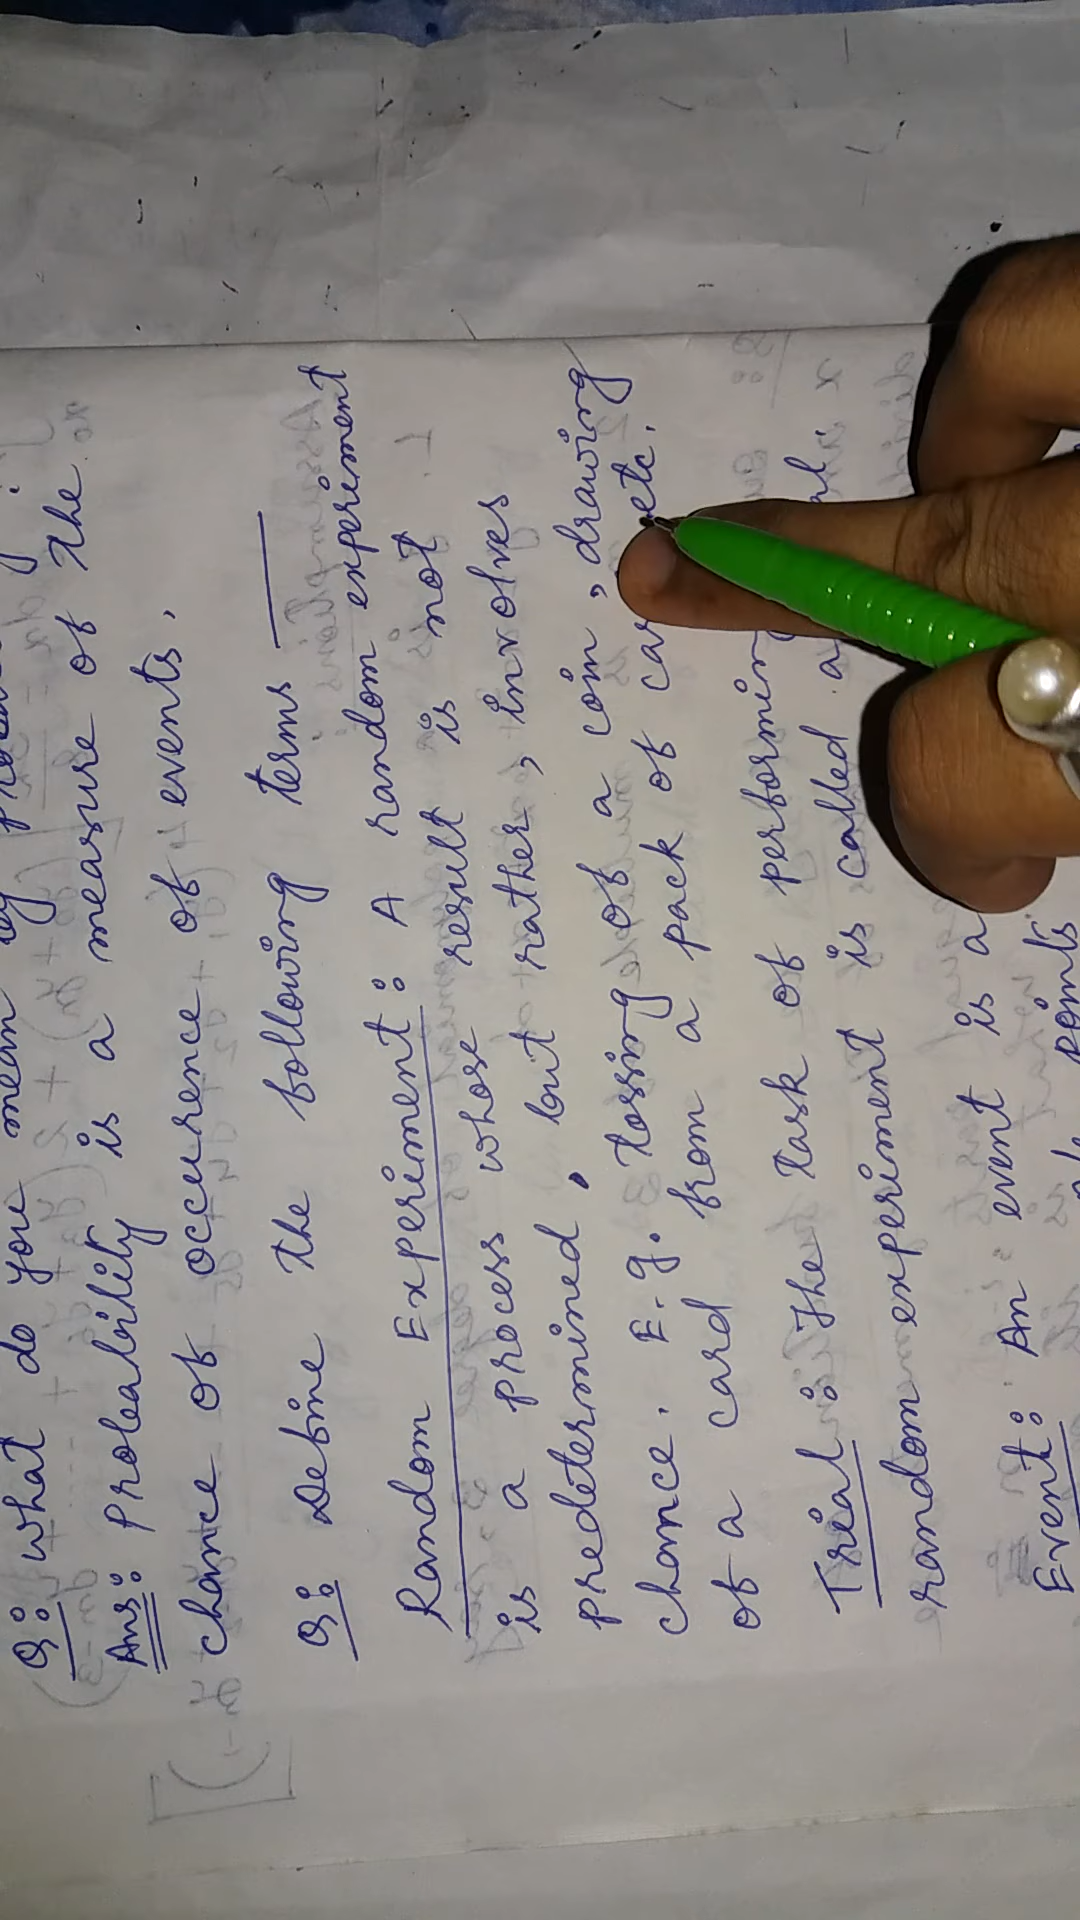 Q: What do you mean by
Ans: Probability is a measure of the
chance of occurence of events.
Q: Define the following terms —
Random Experiment: A random experiment
is a process whose result is not
predetermined, but rather, involves
chance. E.g. Tossing of a coin, drawing
of a card from a pack of car etc.
Trial: The task of performing
random experiment is called a
Event: An event is a
points